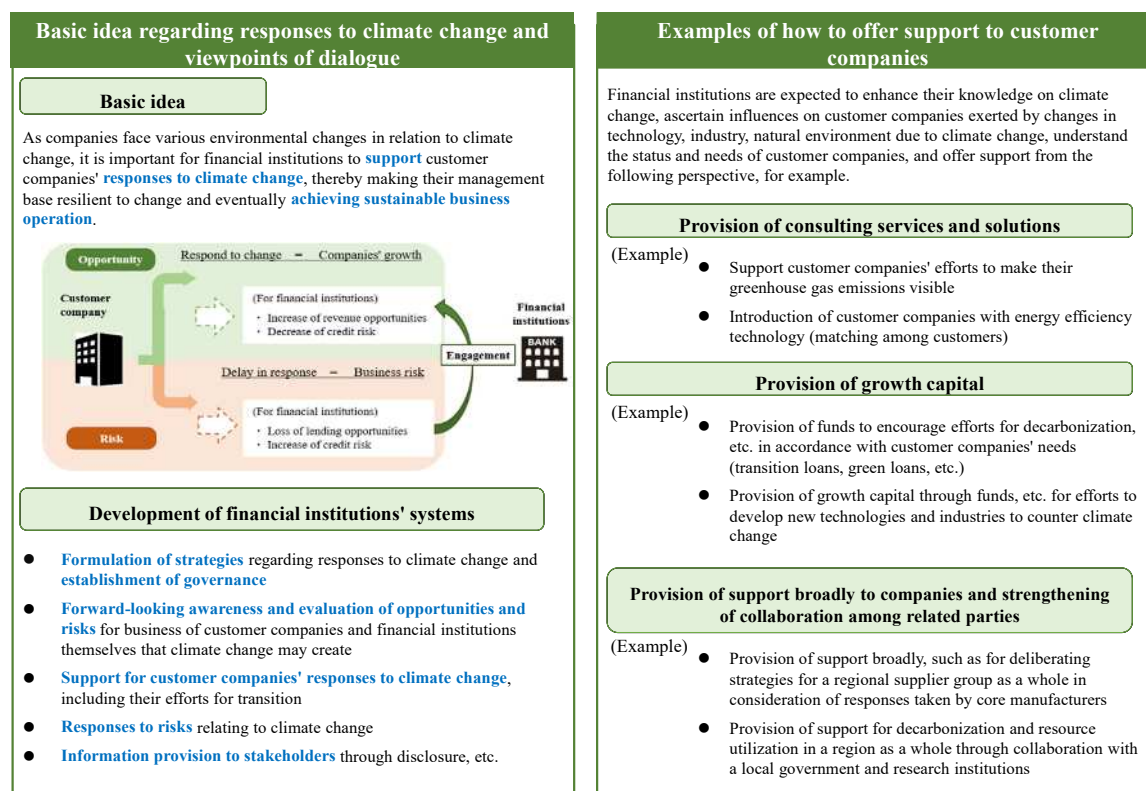 Basic idea regarding responses to climate change and
viewpoints of dialogue
Basic idea
As companies face various environmental changes in relation to climate
change, it is important for financial institutions to support customer
companies' responses to climate change, thereby making their management
base resilient to change and eventually achieving sustainable business
operation.
Opportunity
Respond to change = Companies' growth
Customer
company
(For financial institutions)
・ Increase of revenue opportunities
・ Decrease of credit risk
Financial
institutions
BANK
Engagement
Delay in response = Business risk
(For financial institutions)
・ Loss of lending opportunities
・ Increase of credit risk
Risk
Development of financial institutions' systems
● Formulation of strategies regarding responses to climate change and
establishment of governance
● Forward-looking awareness and evaluation of opportunities and
risks for business of customer companies and financial institutions
themselves that climate change may create
● Support for customer companies' responses to climate change,
including their efforts for transition
● Responses to risks relating to climate change
● Information provision to stakeholders through disclosure, etc.
Examples of how to offer support to customer
companies
Financial institutions are expected to enhance their knowledge on climate
change, ascertain influences on customer companies exerted by changes in
technology, industry, natural environment due to climate change, understand
the status and needs of customer companies, and offer support from the
following perspective, for example.
Provision of consulting services and solutions
(Example)
● Support customer companies' efforts to make their
greenhouse gas emissions visible
● Introduction of customer companies with energy efficiency
technology (matching among customers)
Provision of growth capital
(Example)
● Provision of funds to encourage efforts for decarbonization,
etc. in accordance with customer companies' needs
(transition loans, green loans, etc.)
● Provision of growth capital through funds, etc. for efforts to
develop new technologies and industries to counter climate
change
Provision of support broadly to companies and strengthening
of collaboration among related parties
(Example)
● Provision of support broadly, such as for deliberating
strategies for a regional supplier group as a whole in
consideration of responses taken by core manufacturers
● Provision of support for decarbonization and resource
utilization in a region as a whole through collaboration with
a local government and research institutions